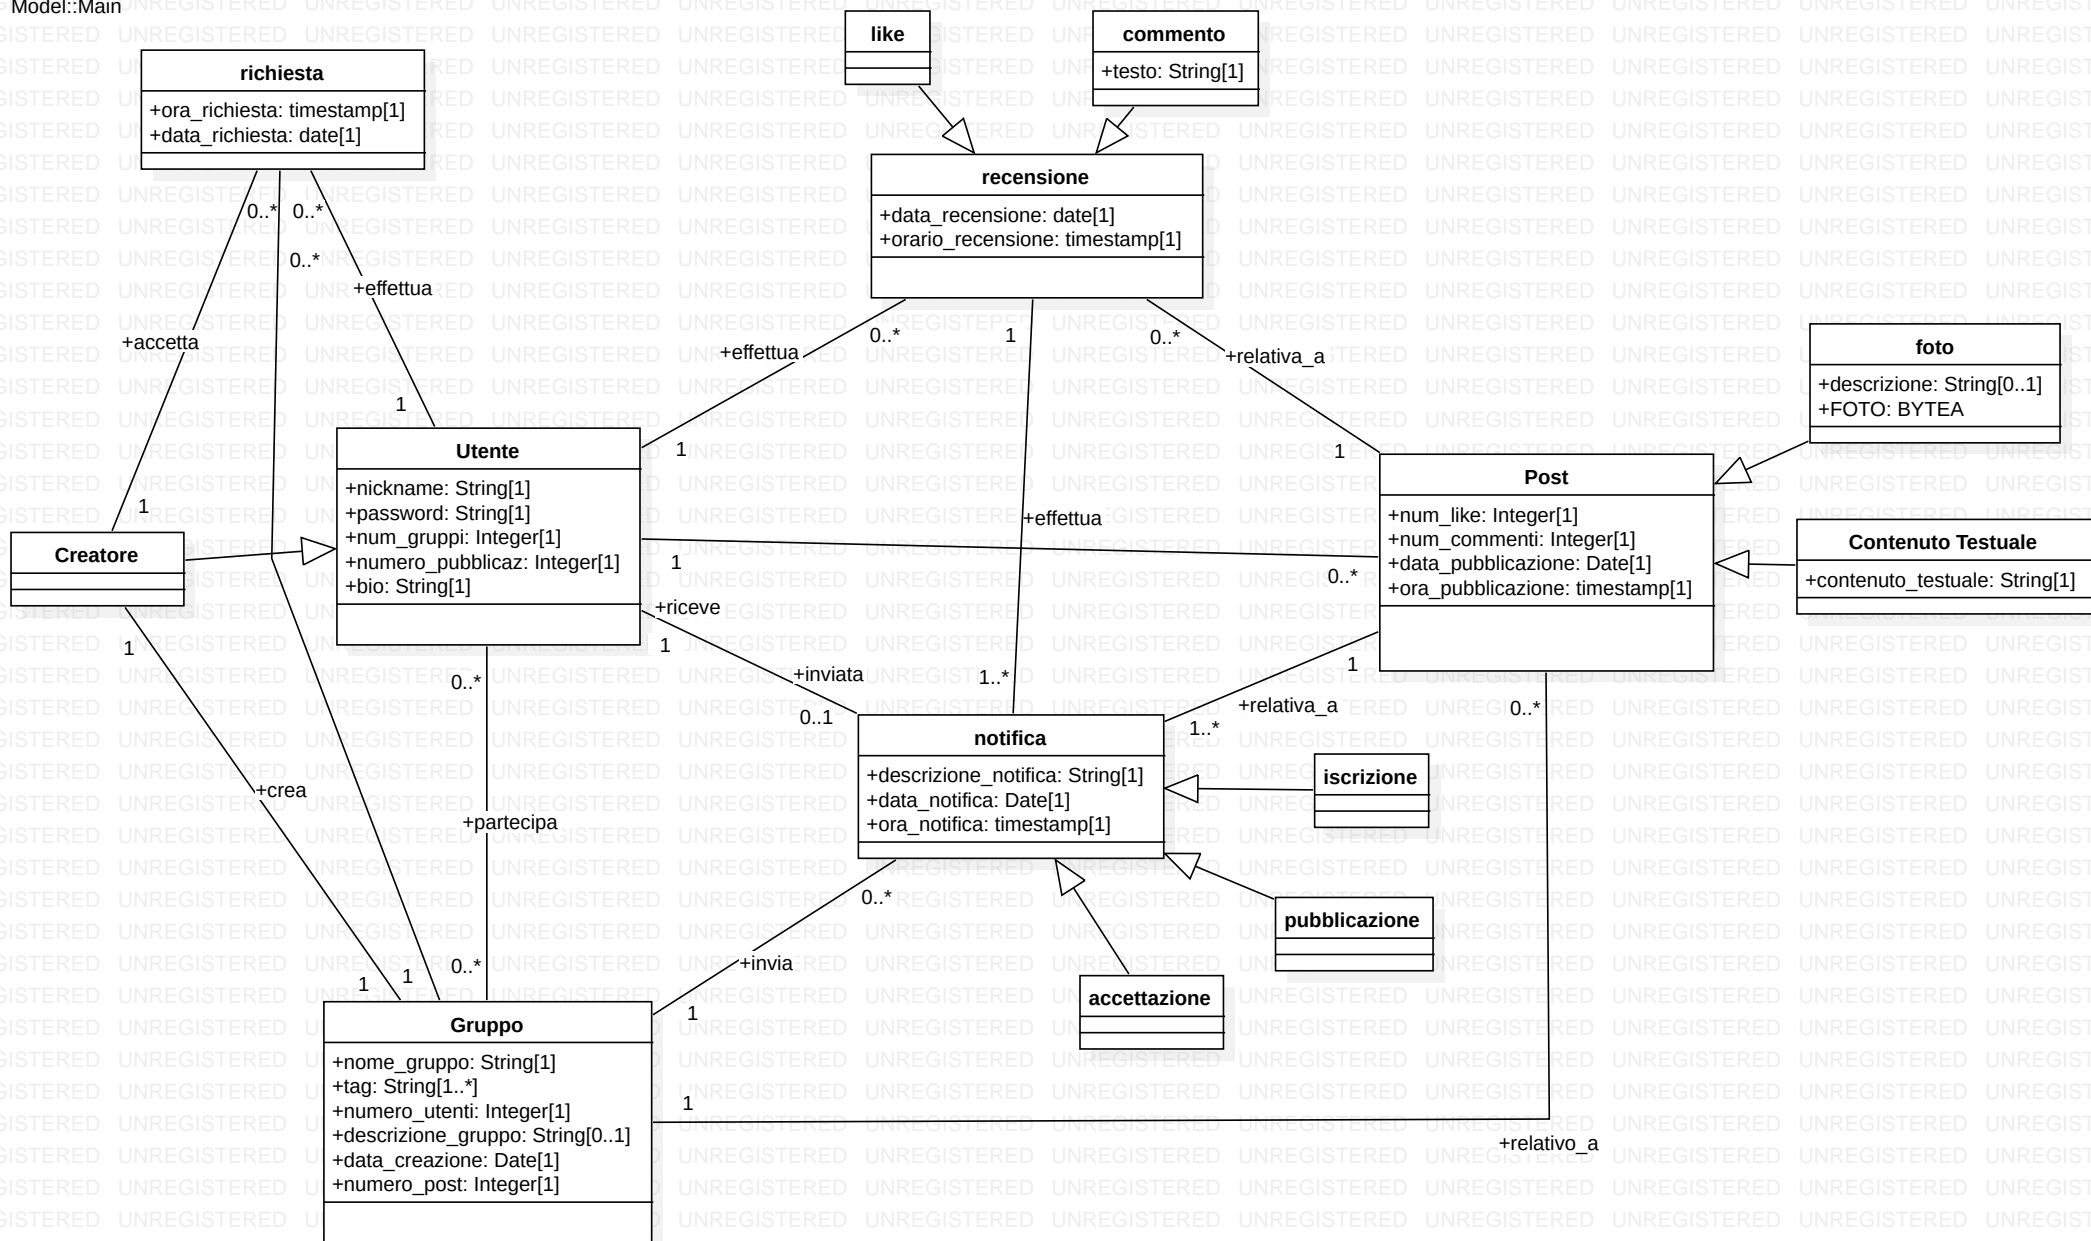 Model::Main
richiesta
+ora_richiesta: timestamp[1]
+data_richiesta: date[1]
like
commento
+testo: String[1]
recensione
+data_recensione: date[1]
+orario_recensione: timestamp[1]
0..*
0..*
0..*
+effettua
+accetta
1
1
+effettua
0..*
1
1
0..*
+relativa_a
1
foto
+descrizione: String[0..1]
+FOTO: BYTEA
Utente
+nickname: String[1]
+password: String[1]
+num_gruppi: Integer[1]
+numero_pubblicaz: Integer[1]
+bio: String[1]
Creatore
Post
+num_like: Integer[1]
+num_commenti: Integer[1]
+data_pubblicazione: Date[1]
+ora_pubblicazione: timestamp[1]
Contenuto Testuale
+contenuto_testuale: String[1]
+effettua
1
0..*
+riceve
1
+inviata
0..1
1..*
1
+relativa_a
1..*
0..*
1
0..*
+crea
+partecipa
notifica
+descrizione_notifica: String[1]
+data_notifica: Date[1]
+ora_notifica: timestamp[1]
iscrizione
pubblicazione
accettazione
0..*
+invia
1
1
1
0..*
Gruppo
+nome_gruppo: String[1]
+tag: String[1..*]
+numero_utenti: Integer[1]
+descrizione_gruppo: String[0..1]
+data_creazione: Date[1]
+numero_post: Integer[1]
1
+relativo_a
UNREGISTERED